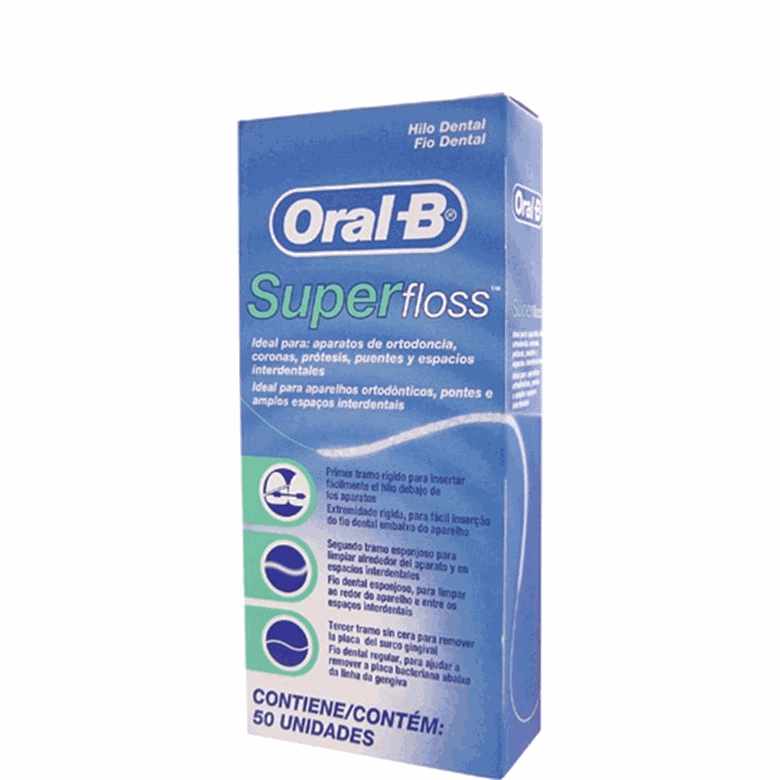 Hilo Dental
Fio Dental
Oral-B®
Superfloss™
Ideal para: aparatos de ortodoncia,
coronas, prótesis, puentes y espacios
interdentales
Ideal para aparelhos ortodônticos, pontes e
amplos espaços interdentais
Primer tramo rigido para insertar
fácilmente el hilo debajo de
los aparatos
Extremidade rigida, para fácil inserção
do fio dental embaixo do aparelho
Segundo tramo esponjoso para
limpiar alrededor del aparato y en
espacios interdentales
Fio dental esponjoso, para limpar
ao redor do aparelho e entre os
espaços interdentais
Tercer tramo sin cera para remover
la placa del surco gingival
Fio dental regular, para ajudar a
remover a placa bacteriana abaixo
da linha da gengiva
CONTIENE/CONTÉM:
50 UNIDADES
Oral-B